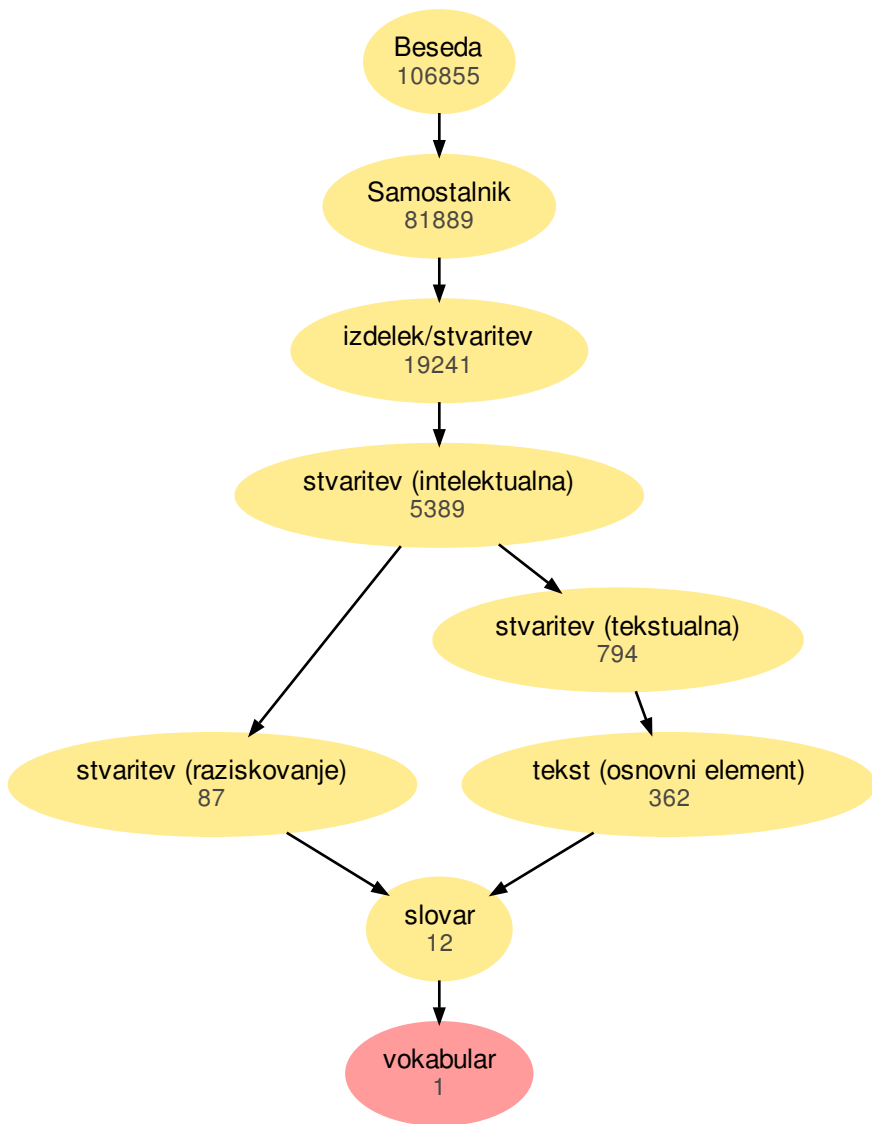 Beseda
106855
Samostalnik
81889
izdelek/stvaritev
19241
stvaritev (intelektualna)
5389
stvaritev (tekstualna)
794
stvaritev (raziskovanje)
87
tekst (osnovni element)
362
slovar
12
vokabular
1